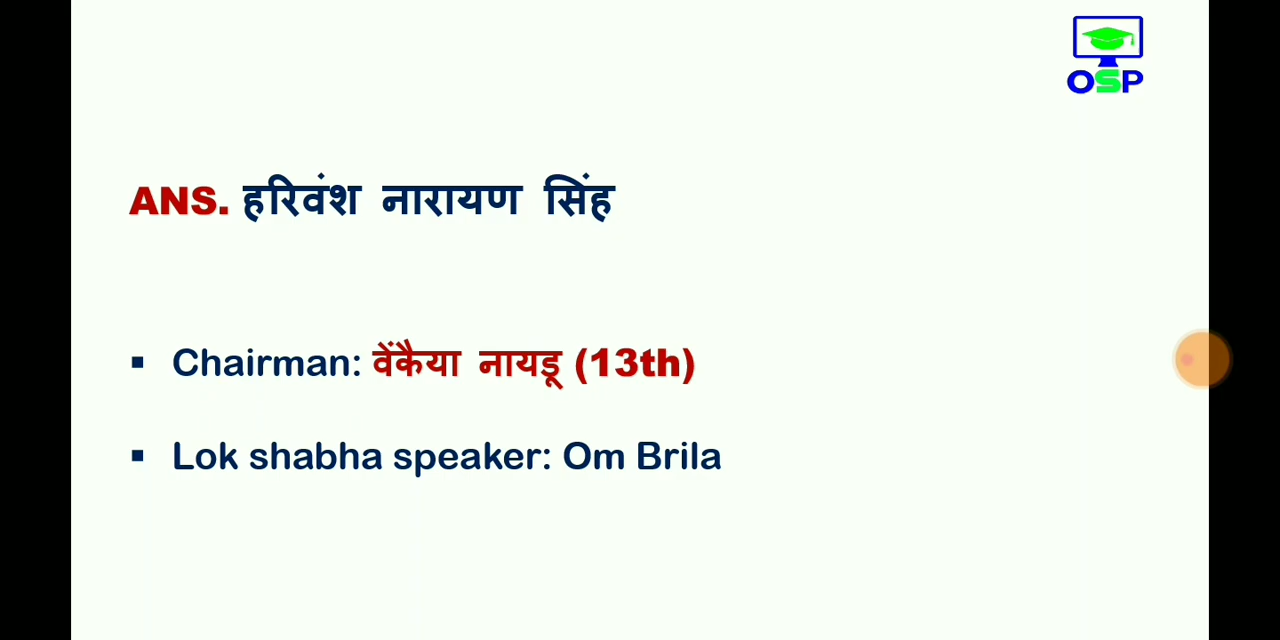 OSP
ANS. हरिवंश नारायण सिंह
▪ Chairman: वेंकैया नायडू (13th)
▪ Lok shabha speaker: Om Brila